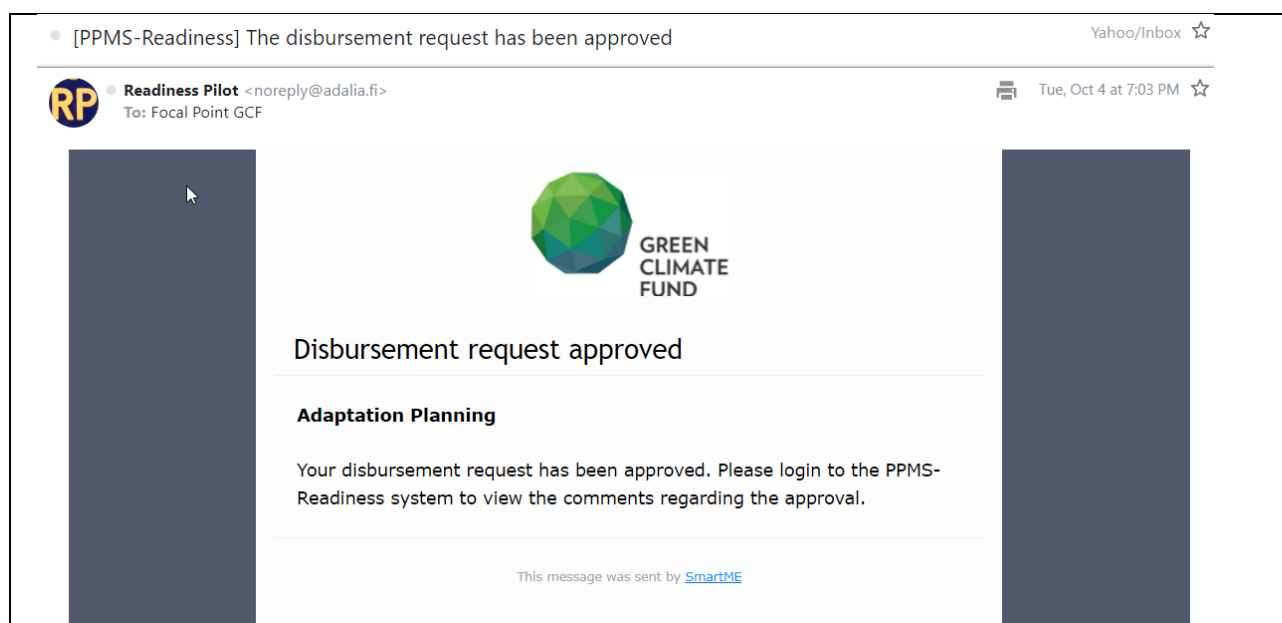 [PPMS-Readiness] The disbursement request has been approved
Yahoo/Inbox
RP
Readiness Pilot <noreply@adalia.fi>
Tue, Oct 4 at 7:03 PM
To: Focal Point GCF
GREEN
CLIMATE
FUND
Disbursement request approved
Adaptation Planning
Your disbursement request has been approved. Please login to the PPMS-
Readiness system to view the comments regarding the approval.
This message was sent by SmartME